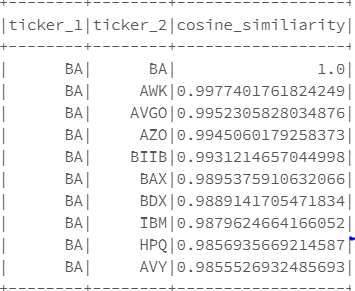 +--------+--------+------------------+
|ticker_1|ticker_2|cosine_similiarity|
+--------+--------+------------------+
|      BA|      BA|               1.0|
|      BA|     AWK|0.9977401761824249|
|      BA|    AVGO|0.9952305828034876|
|      BA|     AZO|0.9945060179258373|
|      BA|    BIIB|0.9931214657044998|
|      BA|     BAX|0.9895375910632066|
|      BA|     BDX|0.9889141705471834|
|      BA|     IBM|0.9879624664166052|
|      BA|     HPQ|0.9856935669214587|
|      BA|     AVY|0.9855526932485693|
+--------+--------+------------------+